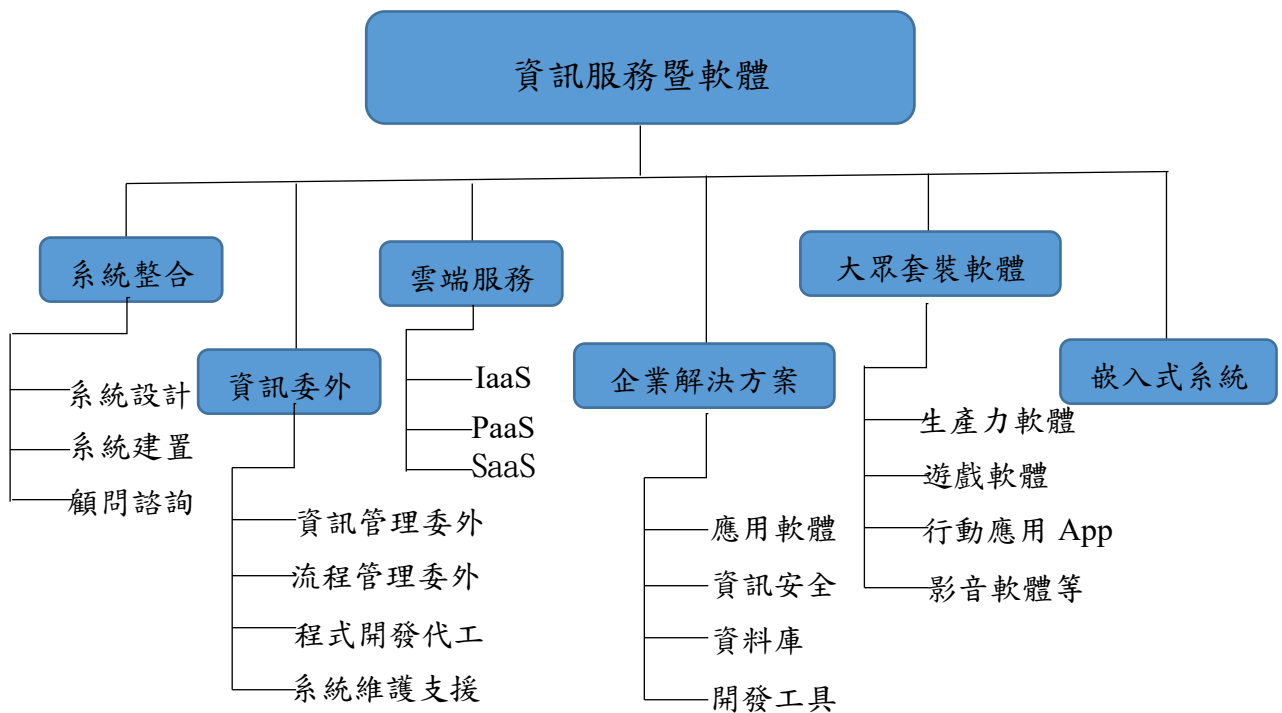 資訊服務暨軟體
系統整合
系統設計
系統建置
顧問諮詢
資訊委外
資訊管理委外
流程管理委外
程式開發代工
系統維護支援
雲端服務
IaaS
PaaS
SaaS
企業解決方案
應用軟體
資訊安全
資料庫
開發工具
大眾套裝軟體
生產力軟體
遊戲軟體
行動應用 App
影音軟體等
嵌入式系統